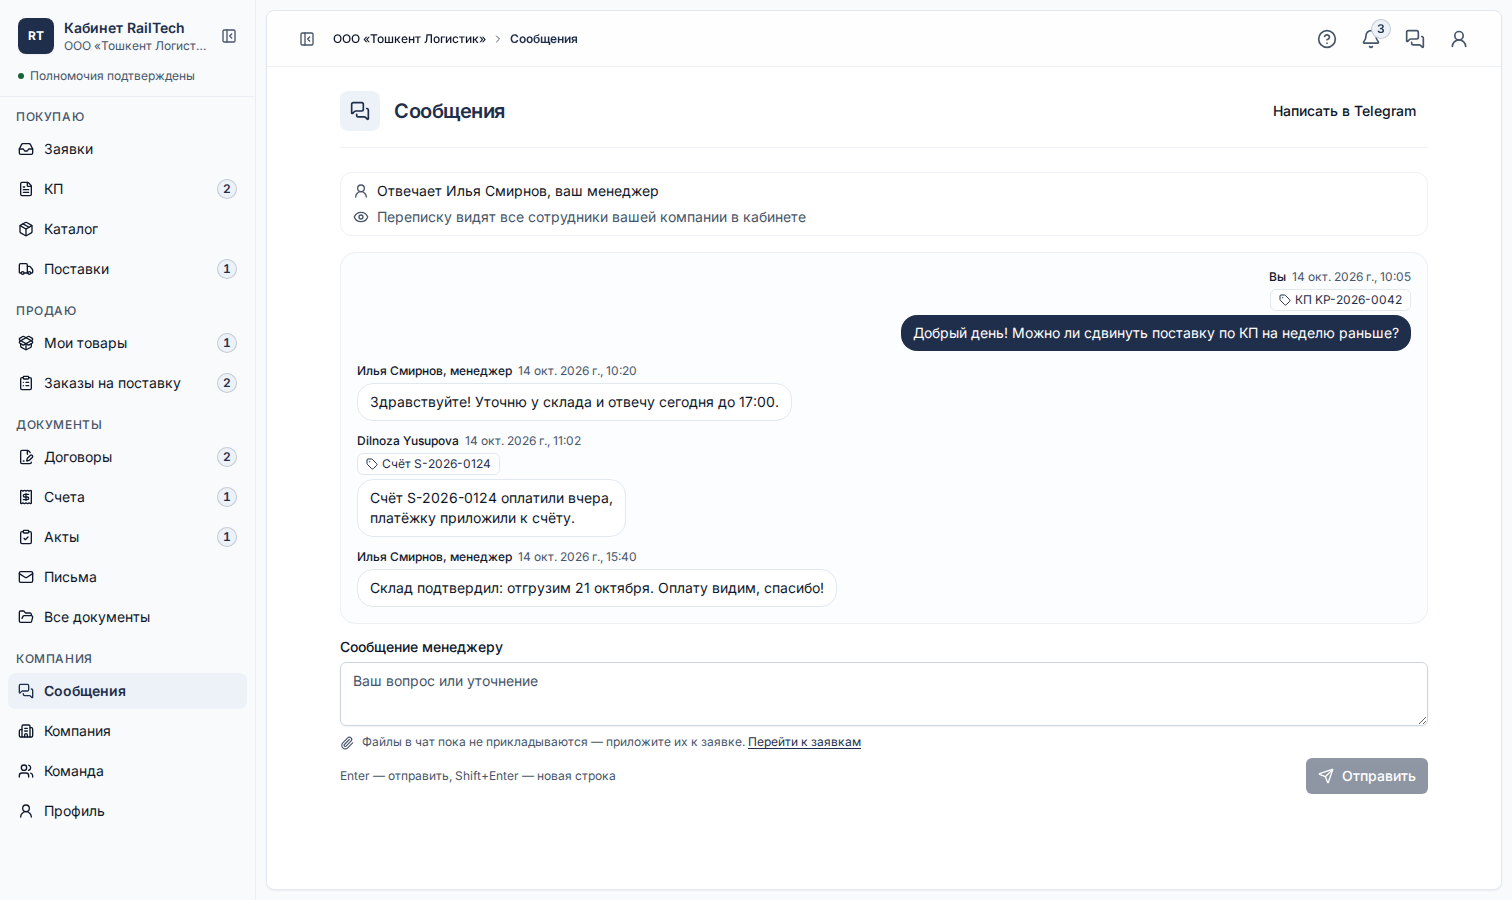 RT
Кабинет RailTech
ООО «Тошкент Логист...
Полномочия подтверждены
ПОКУПАЮ
Заявки
КП 2
Каталог
Поставки 1
ПРОДАЮ
Мои товары 1
Заказы на поставку 2
ДОКУМЕНТЫ
Договоры 2
Счета 1
Акты 1
Письма
Все документы
КОМПАНИЯ
Сообщения
Компания
Команда
Профиль
ООО «Тошкент Логистик» > Сообщения
3
Сообщения
Написать в Telegram
Отвечает Илья Смирнов, ваш менеджер
Переписку видят все сотрудники вашей компании в кабинете
Вы 14 окт. 2026 г., 10:05
КП KP-2026-0042
Добрый день! Можно ли сдвинуть поставку по КП на неделю раньше?
Илья Смирнов, менеджер 14 окт. 2026 г., 10:20
Здравствуйте! Уточню у склада и отвечу сегодня до 17:00.
Dilnoza Yusupova 14 окт. 2026 г., 11:02
Счёт S-2026-0124
Счёт S-2026-0124 оплатили вчера,
платёжку приложили к счёту.
Илья Смирнов, менеджер 14 окт. 2026 г., 15:40
Склад подтвердил: отгрузим 21 октября. Оплату видим, спасибо!
Сообщение менеджеру
Ваш вопрос или уточнение
Файлы в чат пока не прикладываются — приложите их к заявке. Перейти к заявкам
Enter — отправить, Shift+Enter — новая строка
Отправить